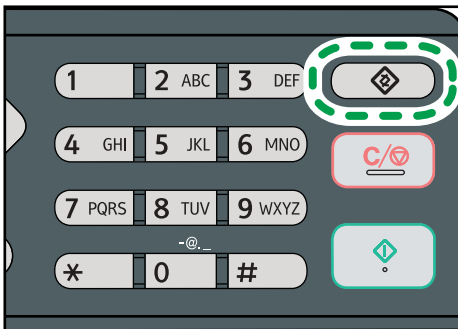 1 2 ABC 3 DEF
4 GHI 5 JKL 6 MNO
C/
7 PQRS 8 TUV 9 WXYZ
-@._
* 0 #